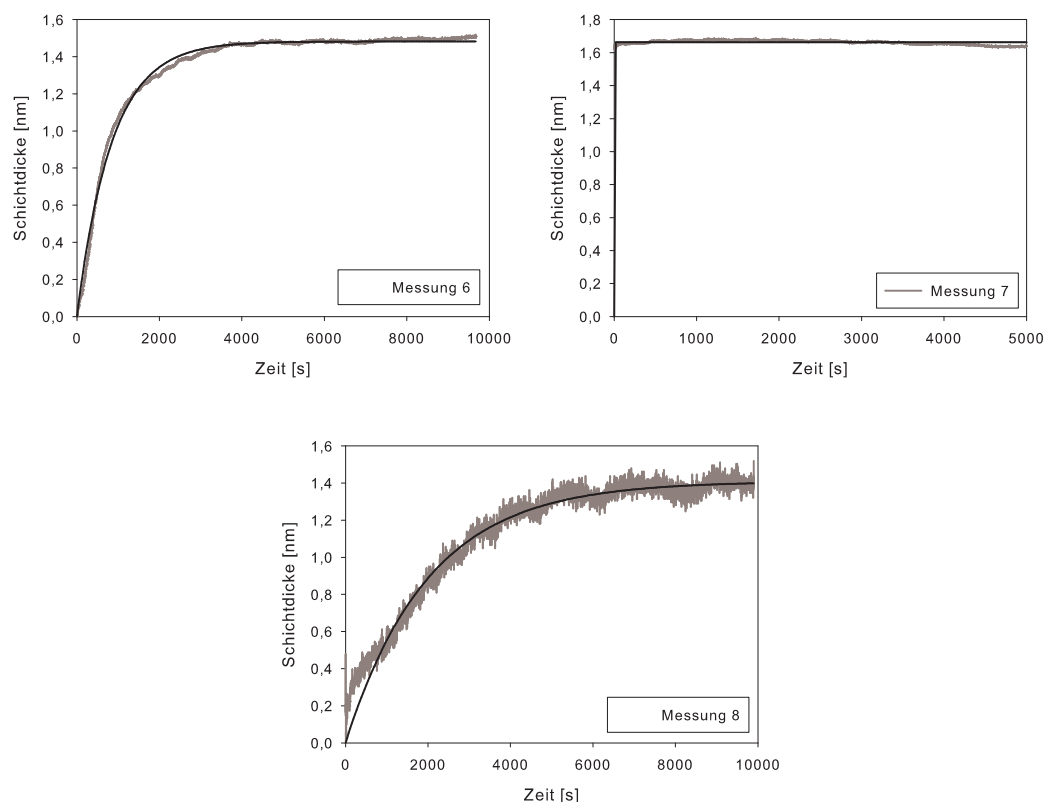 1,6
1,4
1,2
1,0
0,8
0,6
0,4
0,2
0,0
Schichtdicke [nm]
Messung 6
0 2000 4000 6000 8000 10000
Zeit [s]
1,8
1,6
1,4
1,2
1,0
0,8
0,6
0,4
0,2
0,0
Schichtdicke [nm]
Messung 7
0 1000 2000 3000 4000 5000
Zeit [s]
1,6
1,4
1,2
1,0
0,8
0,6
0,4
0,2
0,0
Schichtdicke [nm]
Messung 8
0 2000 4000 6000 8000 10000
Zeit [s]